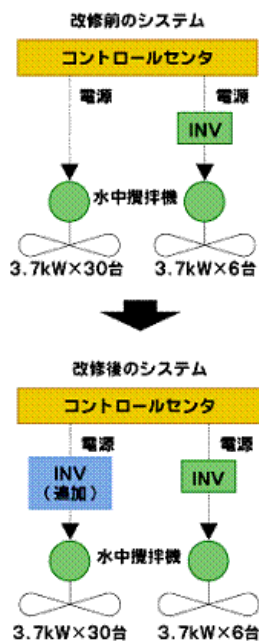 改修前のシステム
コントロールセンタ
電源 電源
INV
水中攪拌機
3.7kW×30台 3.7kW×6台
改修後のシステム
コントロールセンタ
電源 電源
INV
(追加)
INV
水中攪拌機
3.7kW×30台 3.7kW×6台